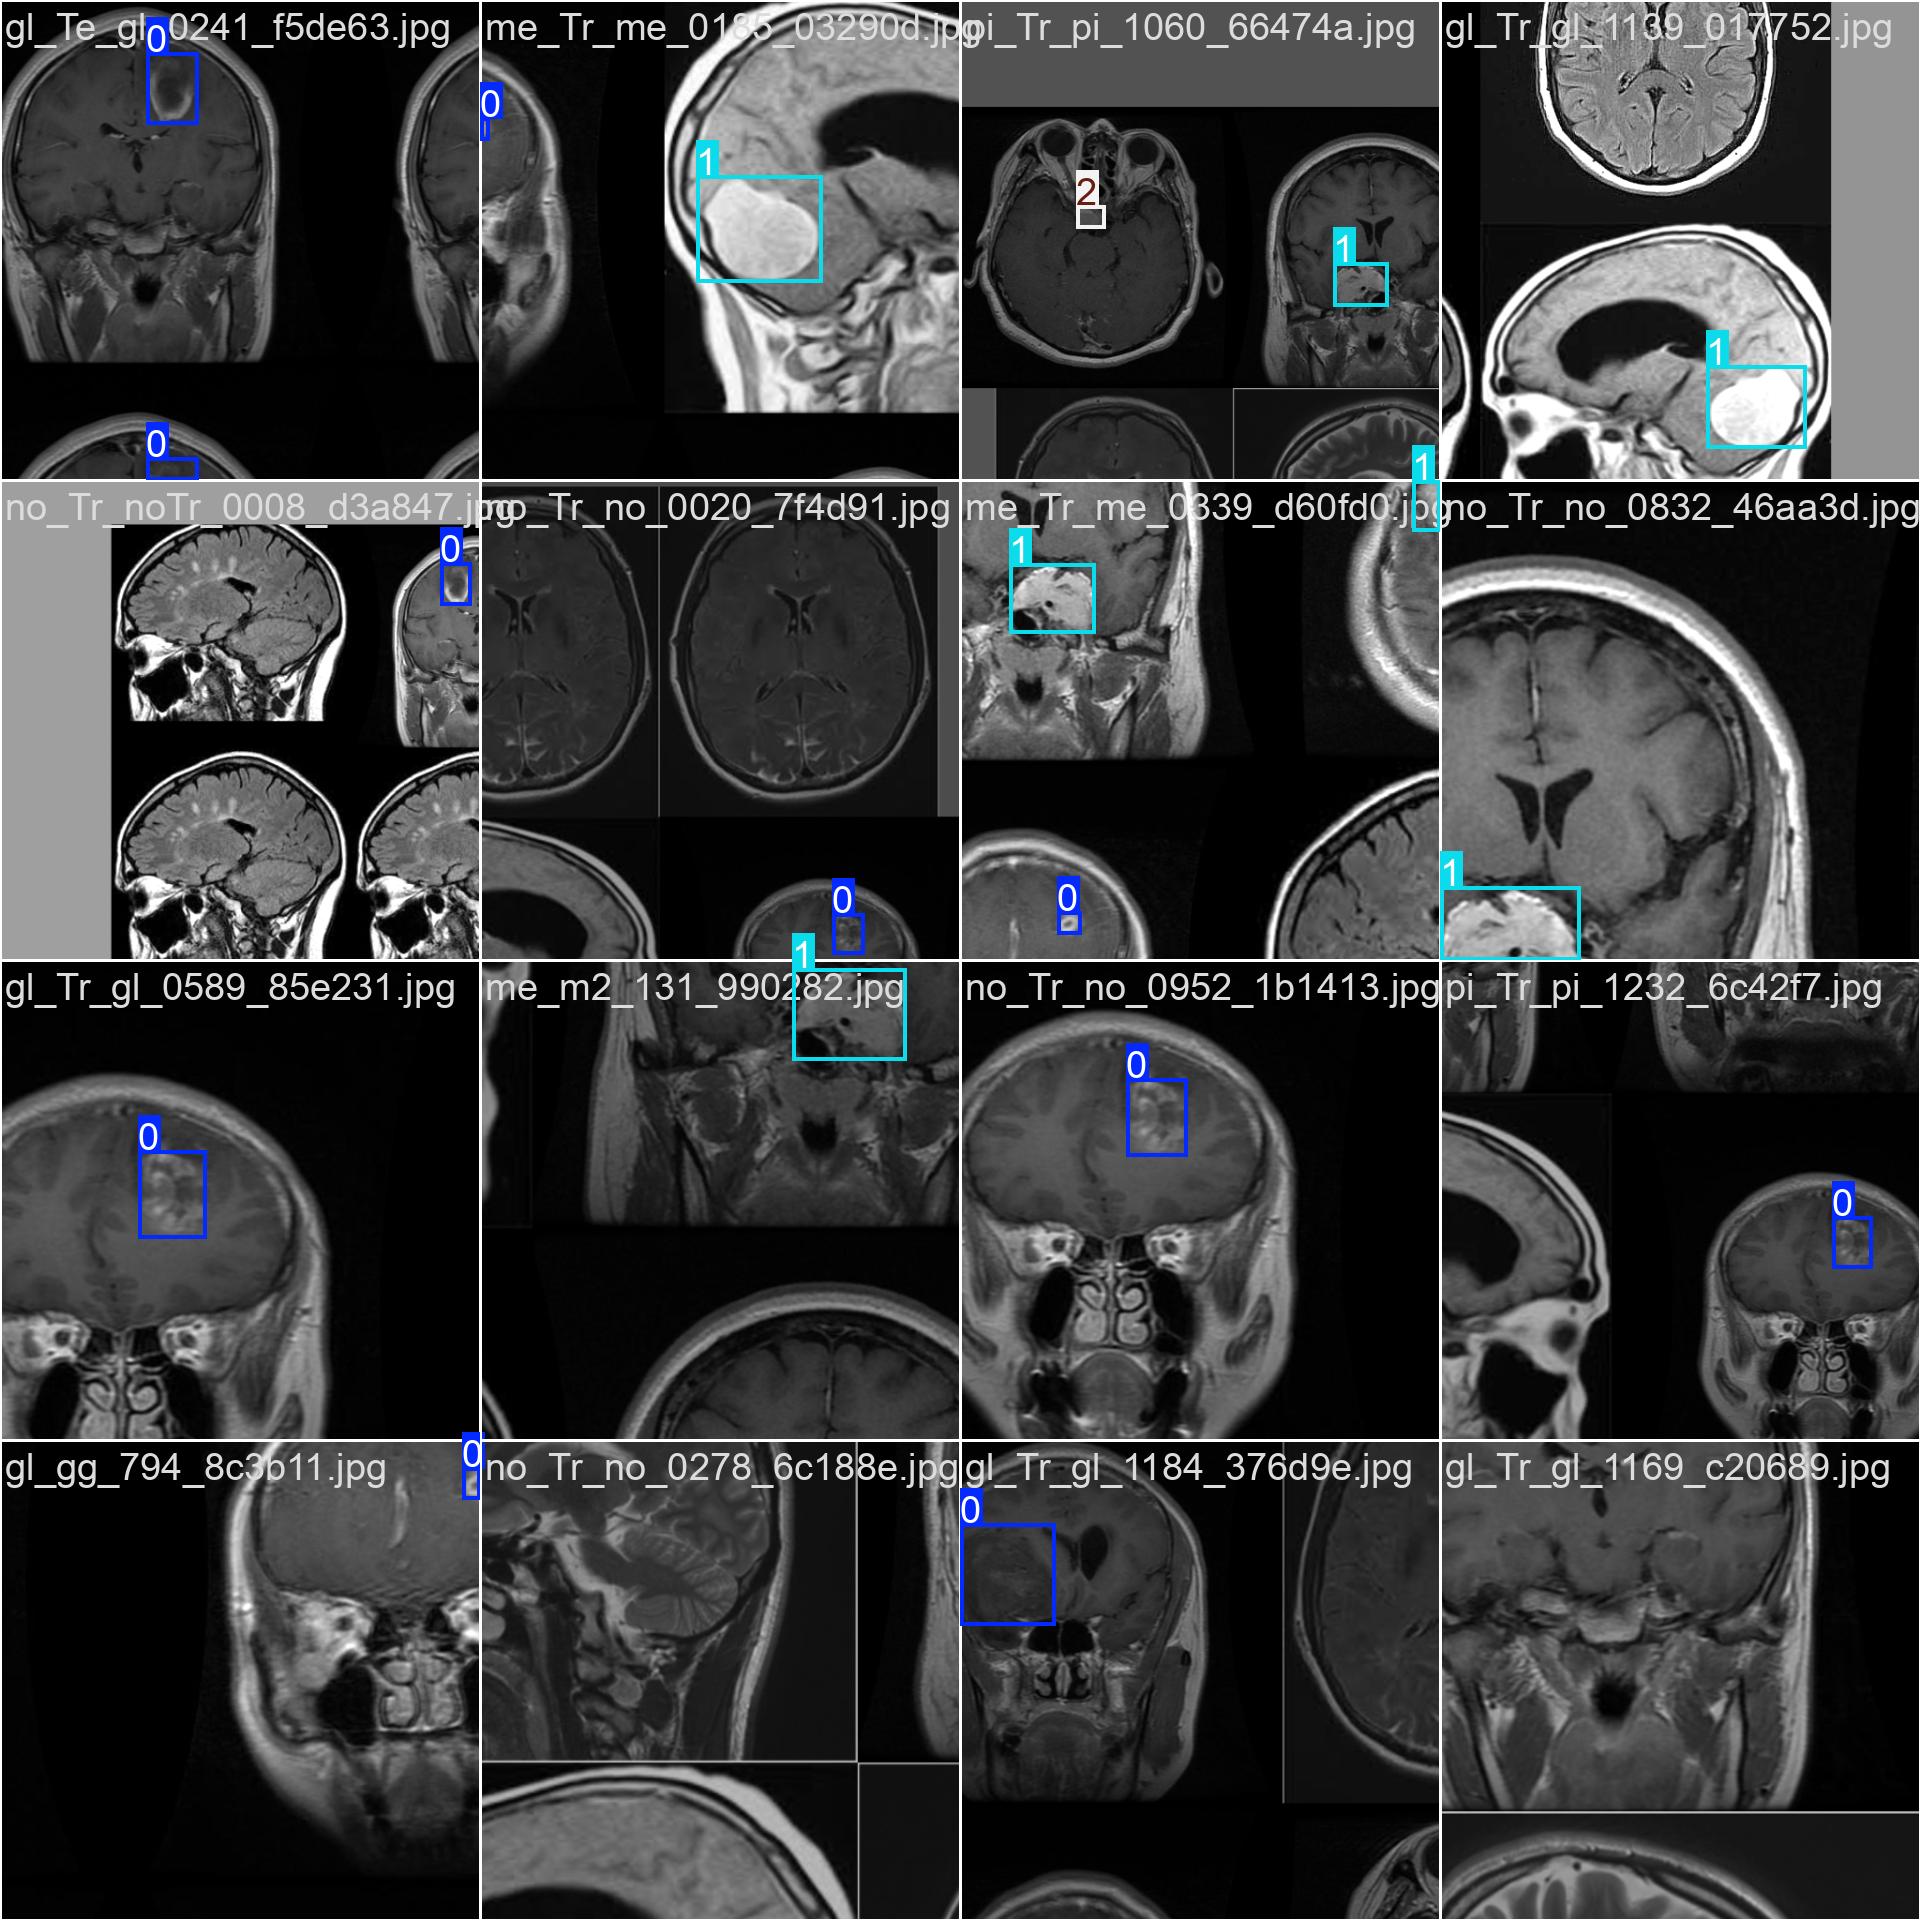 gl_Te_gl_0241_f5de63.jpg
0
0
me_Tr_me_0185_03290d.jpg
0
1
pi_Tr_pi_1060_66474a.jpg
2
1
1
gl_Tr_gl_1139_017752.jpg
1
no_Tr_noTr_0008_d3a847.jpg
0
no_Tr_no_0020_7f4d91.jpg
0
1
me_Tr_me_0339_d60fd0.jpg
1
0
no_Tr_no_0832_46aa3d.jpg
1
gl_Tr_gl_0589_85e231.jpg
0
me_m2_131_990282.jpg
no_Tr_no_0952_1b1413.jpg
0
pi_Tr_pi_1232_6c42f7.jpg
0
gl_gg_794_8c3b11.jpg
0
no_Tr_no_0278_6c188e.jpg
gl_Tr_gl_1184_376d9e.jpg
0
gl_Tr_gl_1169_c20689.jpg